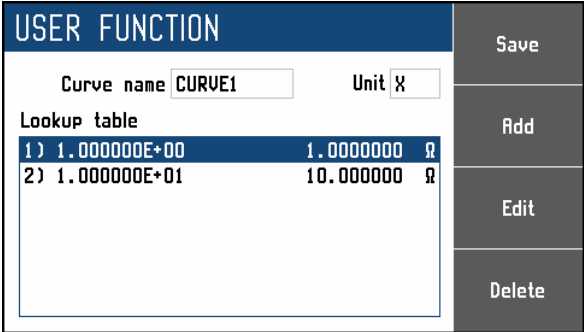 USER FUNCTION
Curve name CURVE1 Unit X
Lookup table
1) 1.000000E+00 1.0000000 Ω
2) 1.000000E+01 10.000000 Ω
Save
Add
Edit
Delete